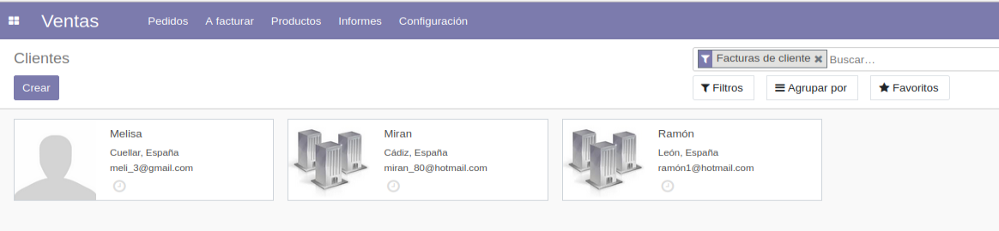 Ventas Pedidos A facturar Productos Informes Configuración
Clientes
Facturas de cliente Buscar...
Crear
Filtros Agrupar por Favoritos
Melisa
Cuellar, España
meli_3@gmail.com
Miran
Cádiz, España
miran_80@hotmail.com
Ramón
León, España
ramón1@hotmail.com